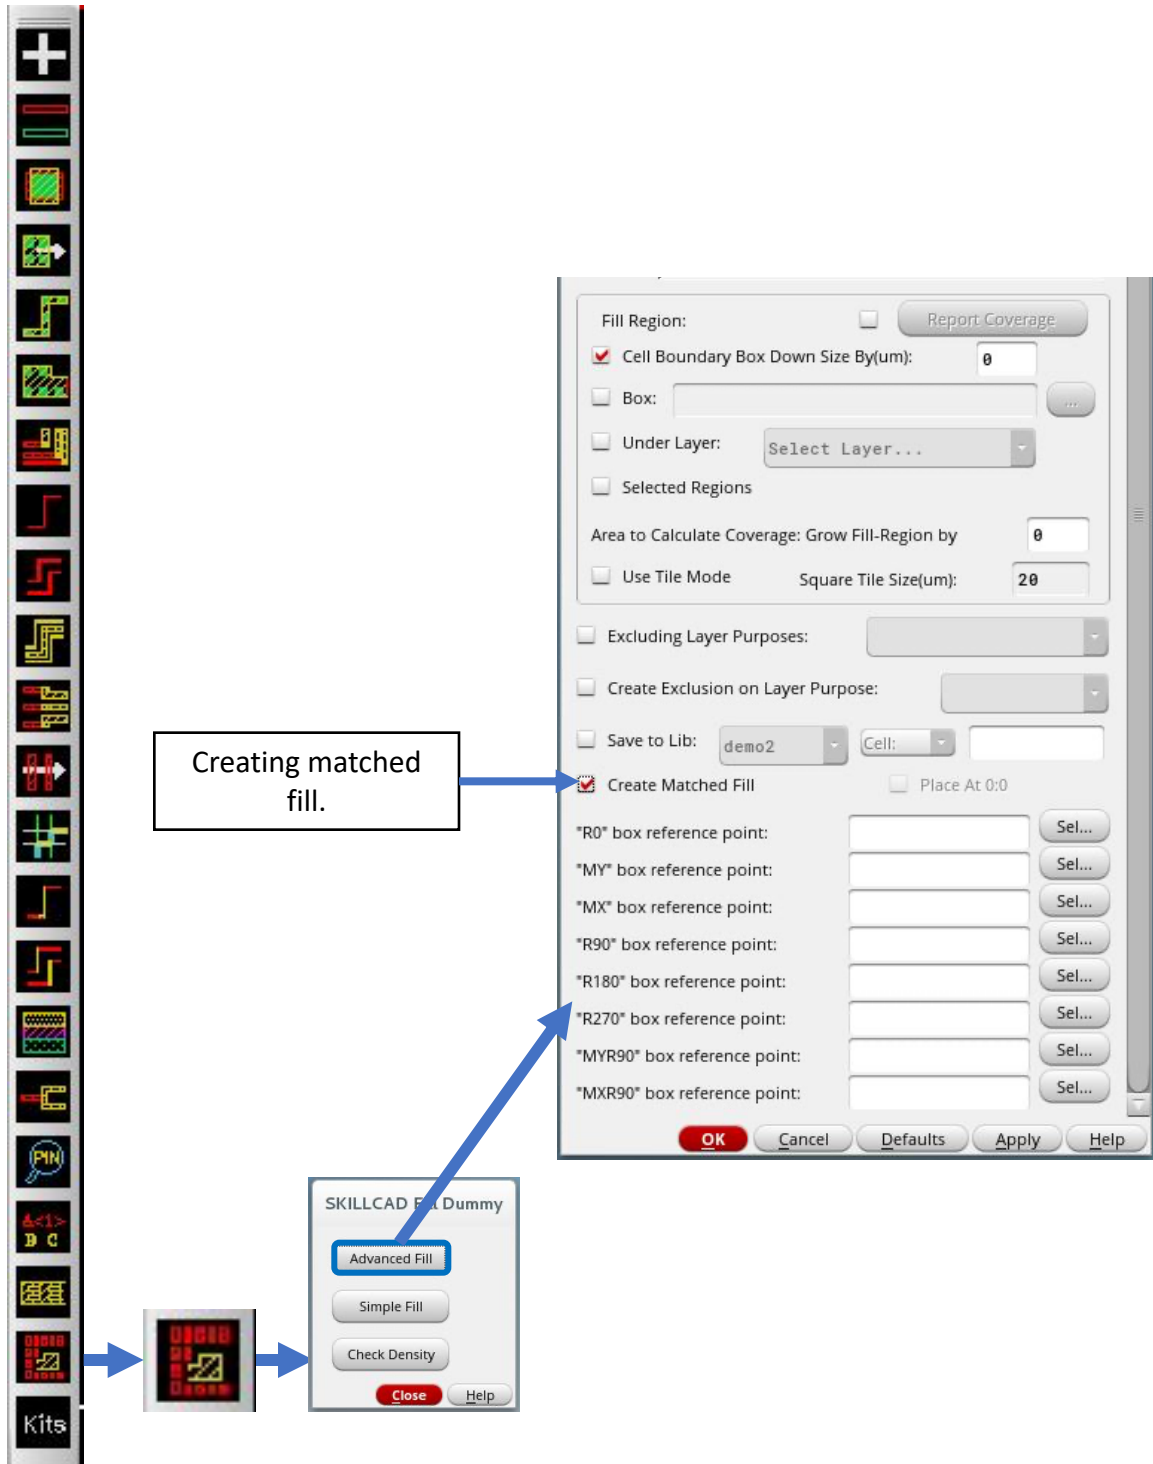 Fill Region:
Report Coverage
Cell Boundary Box Down Size By(um):
0
Box:
...
Under Layer:
Select Layer...
Selected Regions
Area to Calculate Coverage: Grow Fill-Region by
0
Use Tile Mode
Square Tile Size(um):
20
Excluding Layer Purposes:
Create Exclusion on Layer Purpose:
Save to Lib:
demo2
Cell:
Creating matched
fill.
Create Matched Fill
Place At 0:0
"R0" box reference point:
Sel...
"MY" box reference point:
Sel...
"MX" box reference point:
Sel...
"R90" box reference point:
Sel...
"R180" box reference point:
Sel...
"R270" box reference point:
Sel...
"MYR90" box reference point:
Sel...
"MXR90" box reference point:
Sel...
OK
Cancel
Defaults
Apply
Help
PIN
&<1>
B C
SKILLCAD Dummy
Advanced Fill
Simple Fill
Check Density
Close
Help
Kits